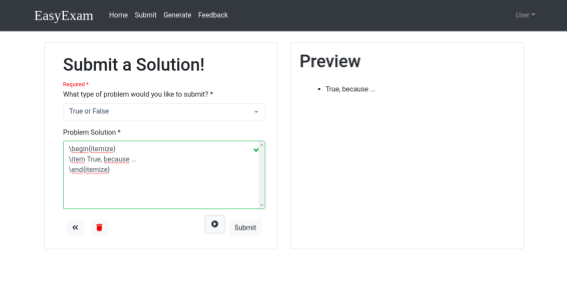 EasyExam Home Submit Generate Feedback User
Submit a Solution!
Required *
What type of problem would you like to submit? *
True or False
Problem Solution *
\begin{itemize}
\item True, because ...
\end{itemize}
Submit
Preview
• True, because ...